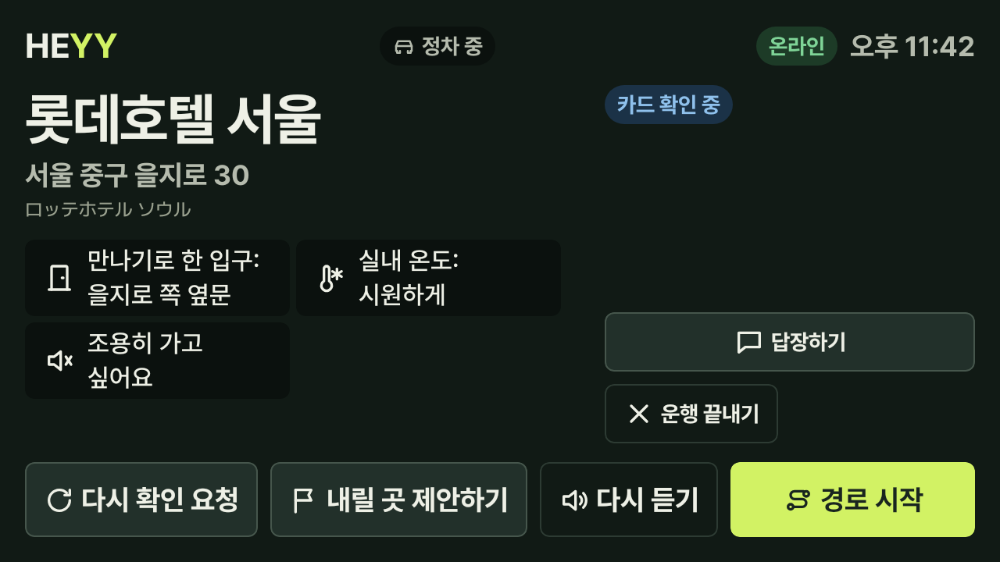 HEYY
정차 중
온라인
오후 11:42
롯데호텔 서울
카드 확인 중
서울 중구 을지로 30
ロッテホテル ソウル
만나기로 한 입구:
을지로 쪽 옆문
실내 온도:
시원하게
조용히 가고
싶어요
답장하기
운행 끝내기
다시 확인 요청
내릴 곳 제안하기
다시 듣기
경로 시작